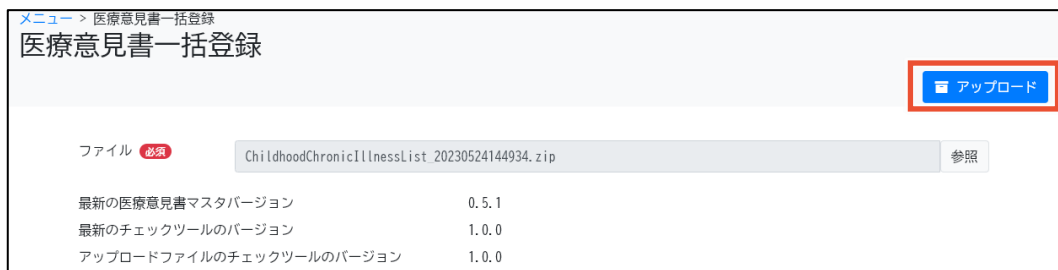 メニュー > 医療意見書一括登録
医療意見書一括登録
アップロード
ファイル 必須 ChildhoodChronicIllnessList_20230524144934.zip 参照
最新の医療意見書マスタバージョン 0.5.1
最新のチェックツールのバージョン 1.0.0
アップロードファイルのチェックツールのバージョン 1.0.0